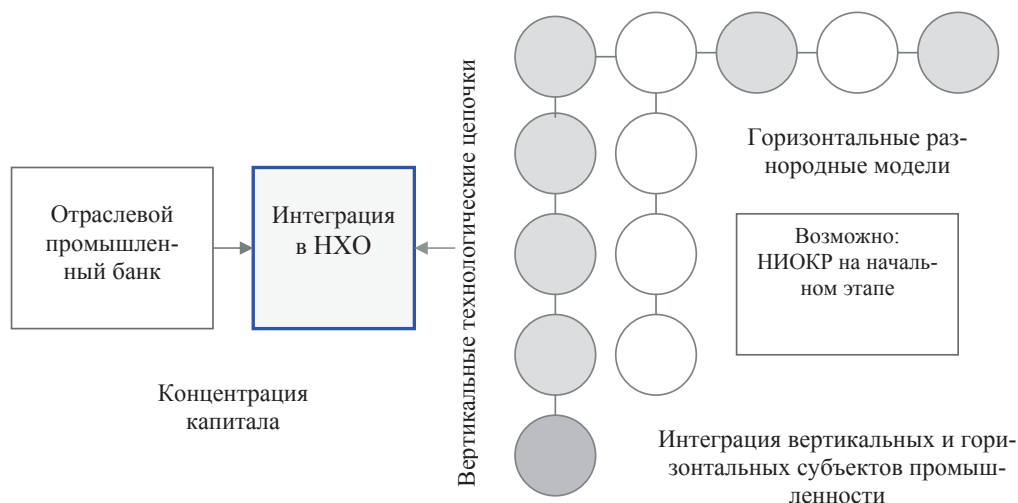 Отраслевой
промышлен-
ный банк
Интеграция
в НХО
Концентрация
капитала
Вертикальные технологические цепочки
Горизонтальные раз-
нородные модели
Возможно:
НИОКР на началь-
ном этапе
Интеграция вертикальных и гори-
зонтальных субъектов промыш-
ленности